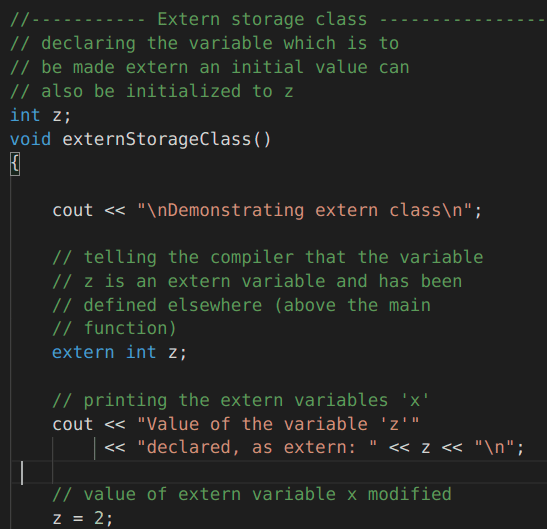 //----------- Extern storage class ----------------
// declaring the variable which is to
// be made extern an initial value can
// also be initialized to z
int z;
void externStorageClass()
{
cout << "\nDemonstrating extern class\n";
// telling the compiler that the variable
// z is an extern variable and has been
// defined elsewhere (above the main
// function)
extern int z;
// printing the extern variables 'x'
cout << "Value of the variable 'z'"
<< "declared, as extern: " << z << "\n";
// value of extern variable x modified
z = 2;